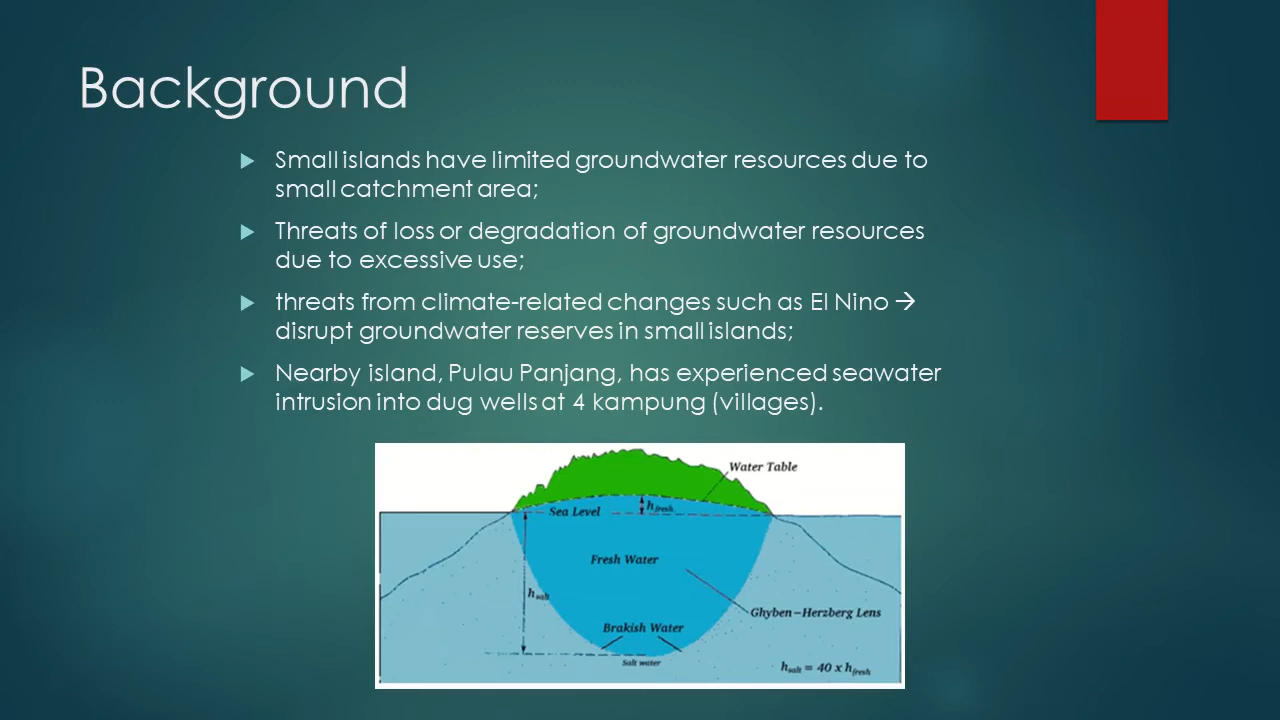 Background
Small islands have limited groundwater resources due to
small catchment area;
Threats of loss or degradation of groundwater resources
due to excessive use;
threats from climate-related changes such as El Nino →
disrupt groundwater reserves in small islands;
Nearby island, Pulau Panjang, has experienced seawater
intrusion into dug wells at 4 kampung (villages).
Water Table
Sea Level
h fresh
Fresh Water
h salt
Ghyben-Herzberg Lens
Brakish Water
Salt water
h salt = 40 x h fresh